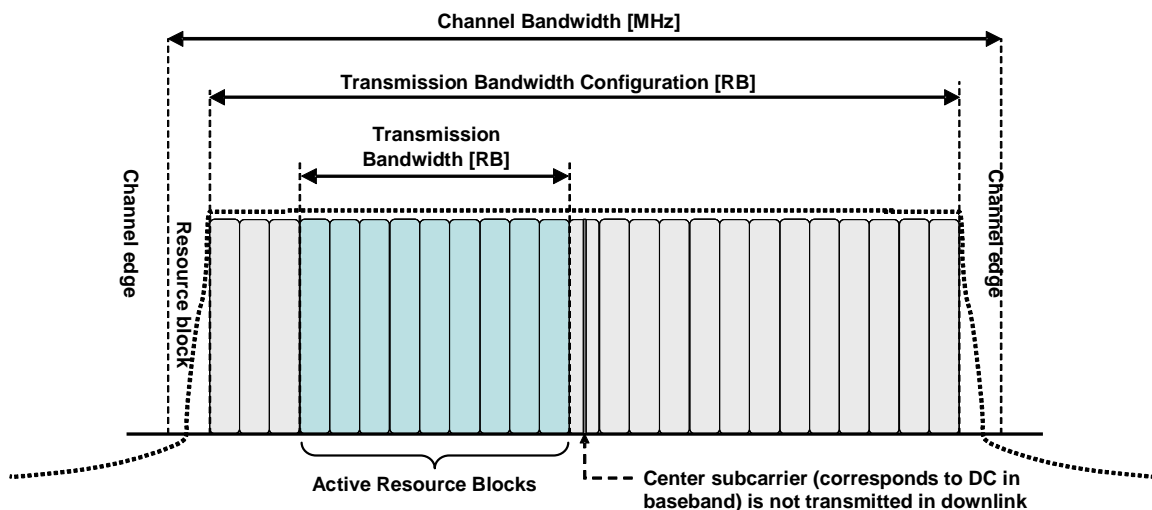 Channel Bandwidth [MHz]
Transmission Bandwidth Configuration [RB]
Transmission
Bandwidth [RB]
Channel edge
Resource block
Channel edge
Active Resource Blocks
Center subcarrier (corresponds to DC in
baseband) is not transmitted in downlink